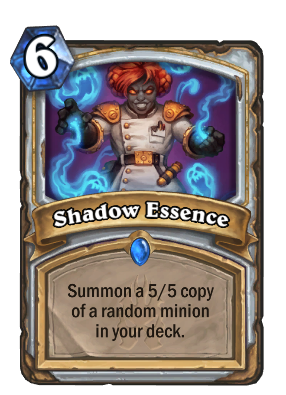 6
Shadow Essence
Summon a 5/5 copy
of a random minion
in your deck.